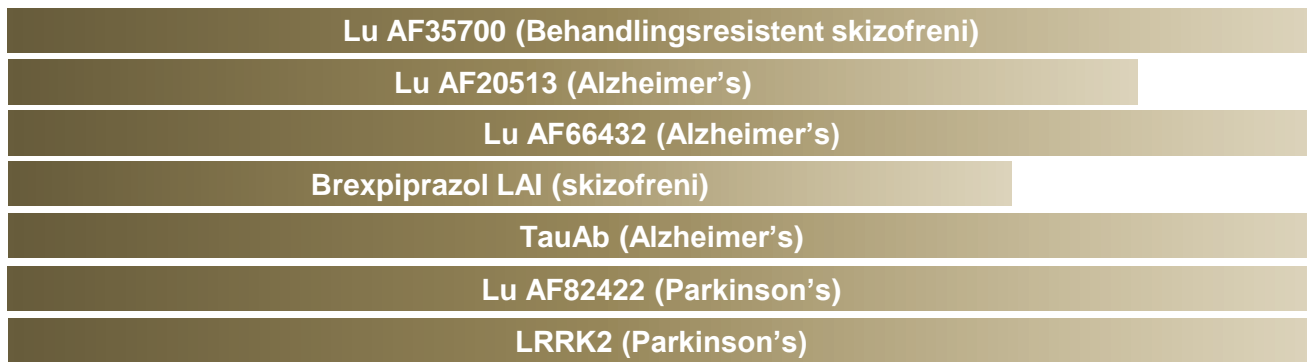 Lu AF35700 (Behandlingsresistent skizofreni)
Lu AF20513 (Alzheimer’s)
Lu AF66432 (Alzheimer’s)
Brexpiprazol LAI (skizofreni)
TauAb (Alzheimer’s)
Lu AF82422 (Parkinson’s)
LRRK2 (Parkinson’s)